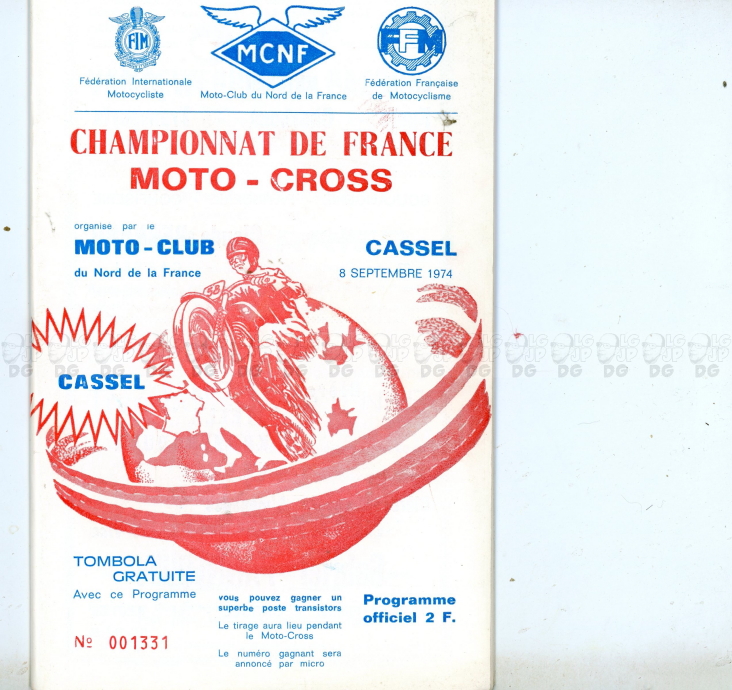 FIM
MCNF
FFM
Fédération Internationale
Motocycliste
Moto-Club du Nord de la France
Fédération Française
de Motocyclisme
CHAMPIONNAT DE FRANCE
MOTO - CROSS
organise par le
MOTO-CLUB
du Nord de la France
CASSEL
8 SEPTEMBRE 1974
58
CASSEL
TOMBOLA
GRATUITE
Avec ce Programme
Nº 001331
vous pouvez gagner un
superbe poste transistors
Le tirage aura lieu pendant
le Moto-Cross
Le numéro gagnant sera
annoncé par micro
Programme
officiel 2 F.